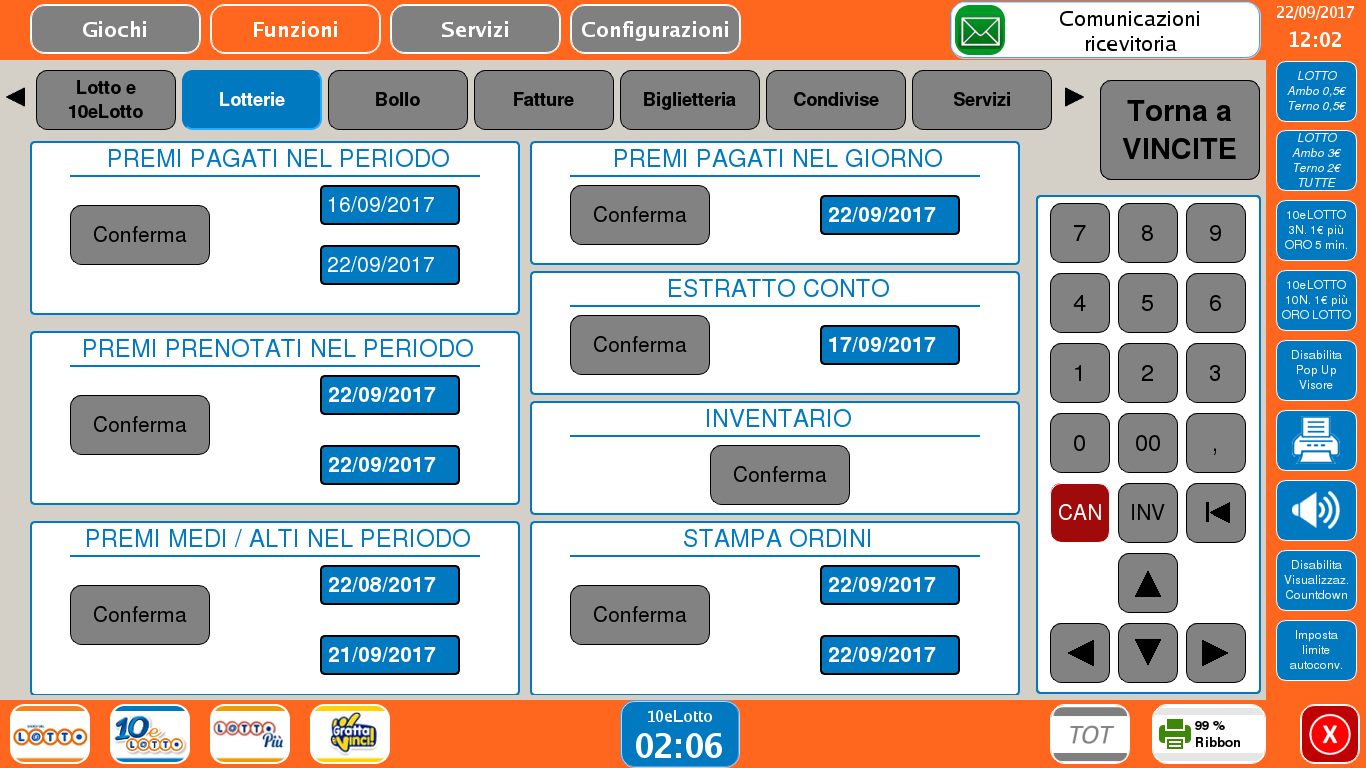 Giochi
Funzioni
Servizi
Configurazioni
Comunicazioni
ricevitoria
22/09/2017
12:02
Lotto e
10eLotto
Lotterie
Bollo
Fatture
Biglietteria
Condivise
Servizi
Torna a
VINCITE
PREMI PAGATI NEL PERIODO
Conferma
16/09/2017
22/09/2017
PREMI PRENOTATI NEL PERIODO
Conferma
22/09/2017
22/09/2017
PREMI MEDI / ALTI NEL PERIODO
Conferma
22/08/2017
21/09/2017
PREMI PAGATI NEL GIORNO
Conferma
22/09/2017
ESTRATTO CONTO
Conferma
17/09/2017
INVENTARIO
Conferma
STAMPA ORDINI
Conferma
22/09/2017
22/09/2017
7 8 9
4 5 6
1 2 3
0 00 ,
CAN INV
LOTTO
Ambo 0,5€
Terno 0,5€
LOTTO
Ambo 3€
Terno 2€
TUTTE
10eLOTTO
3N. 1€ più
ORO 5 min.
10eLOTTO
10N. 1€ più
ORO LOTTO
Disabilita
Pop Up
Visore
Disabilita
Visualizzaz.
Countdown
Imposta
limite
autoconv.
LOTTO
10eLOTTO
LOTTO
Più
Gratta
e Vinci!
10eLotto
02:06
TOT
99 %
Ribbon
X